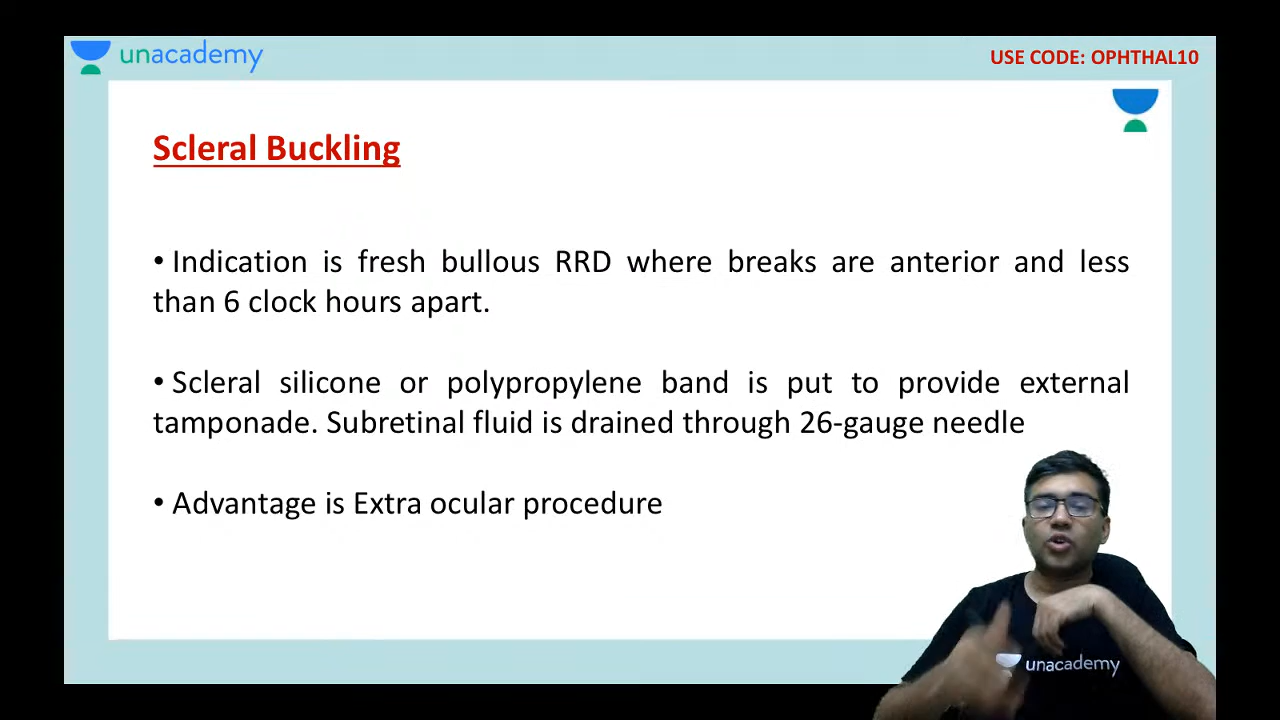 unacademy
USE CODE: OPHTHAL10
Scleral Buckling
• Indication is fresh bullous RRD where breaks are anterior and less
than 6 clock hours apart.
• Scleral silicone or polypropylene band is put to provide external
tamponade. Subretinal fluid is drained through 26-gauge needle
• Advantage is Extra ocular procedure
unacademy